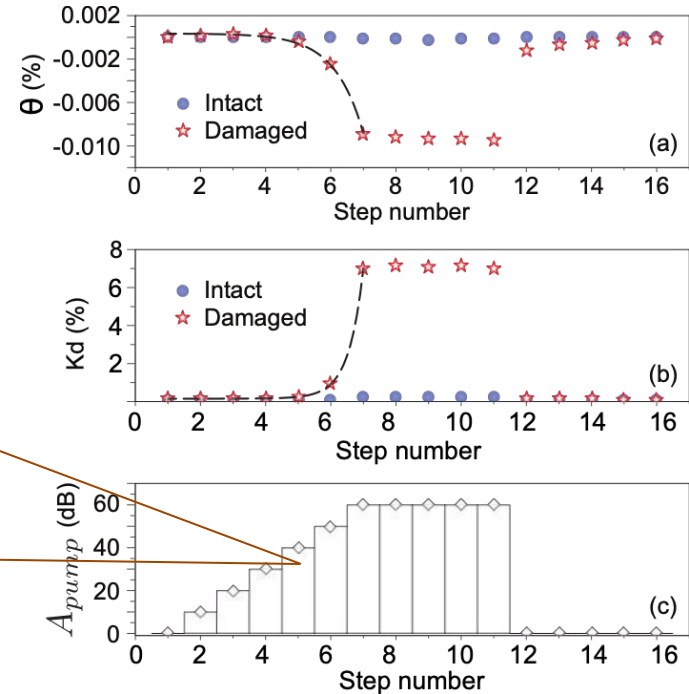 0.002
-0.002
-0.006
-0.010
θ (%)
Intact
Damaged
(a)
0 2 4 6 8 10 12 14 16
Step number
8
6
4
2
Kd (%)
Intact
Damaged
(b)
0 2 4 6 8 10 12 14 16
Step number
60
40
20
0
A_{pump} (dB)
(c)
0 2 4 6 8 10 12 14 16
Step number